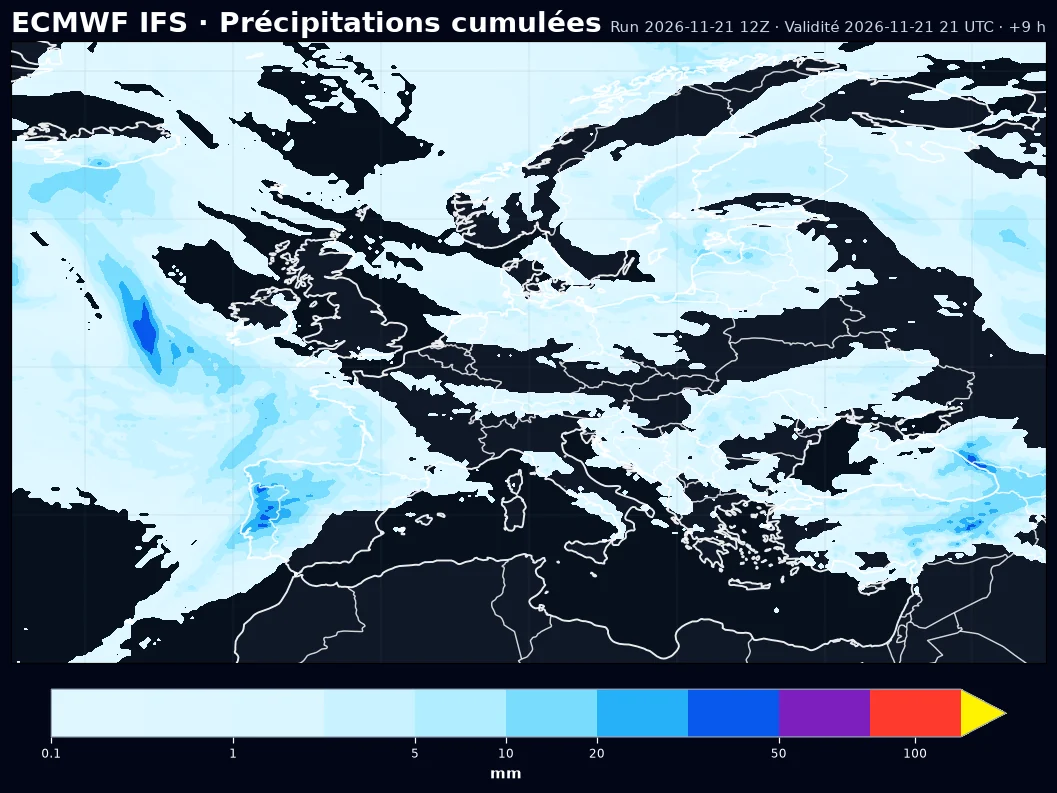 ECMWF IFS · Précipitations cumulées
Run 2026-11-21 12Z · Validité 2026-11-21 21 UTC · +9 h
0.1 1 5 10 20 50 100
mm